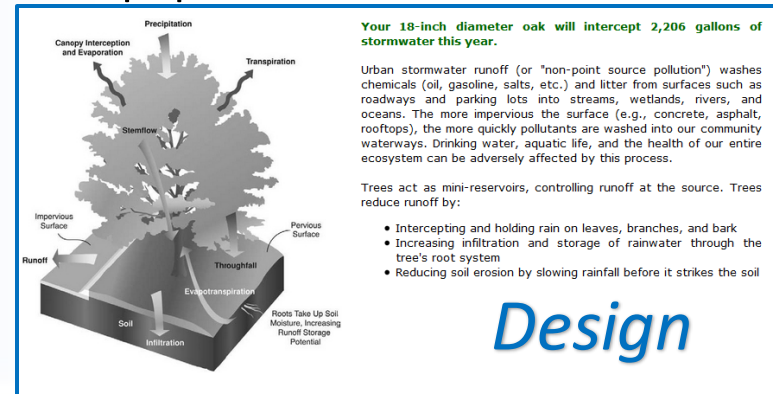 Precipitation
Canopy Interception
and Evaporation
Transpiration
Stemflow
Impervious
Surface
Pervious
Surface
Runoff
Throughfall
Evapotranspiration
Soil
Infiltration
Roots Take Up Soil
Moisture, Increasing
Runoff Storage
Potential
Your 18-inch diameter oak will intercept 2,206 gallons of
stormwater this year.
Urban stormwater runoff (or "non-point source pollution") washes
chemicals (oil, gasoline, salts, etc.) and litter from surfaces such as
roadways and parking lots into streams, wetlands, rivers, and
oceans. The more impervious the surface (e.g., concrete, asphalt,
rooftops), the more quickly pollutants are washed into our community
waterways. Drinking water, aquatic life, and the health of our entire
ecosystem can be adversely affected by this process.
Trees act as mini-reservoirs, controlling runoff at the source. Trees
reduce runoff by:
• Intercepting and holding rain on leaves, branches, and bark
• Increasing infiltration and storage of rainwater through the
tree's root system
• Reducing soil erosion by slowing rainfall before it strikes the soil
Design